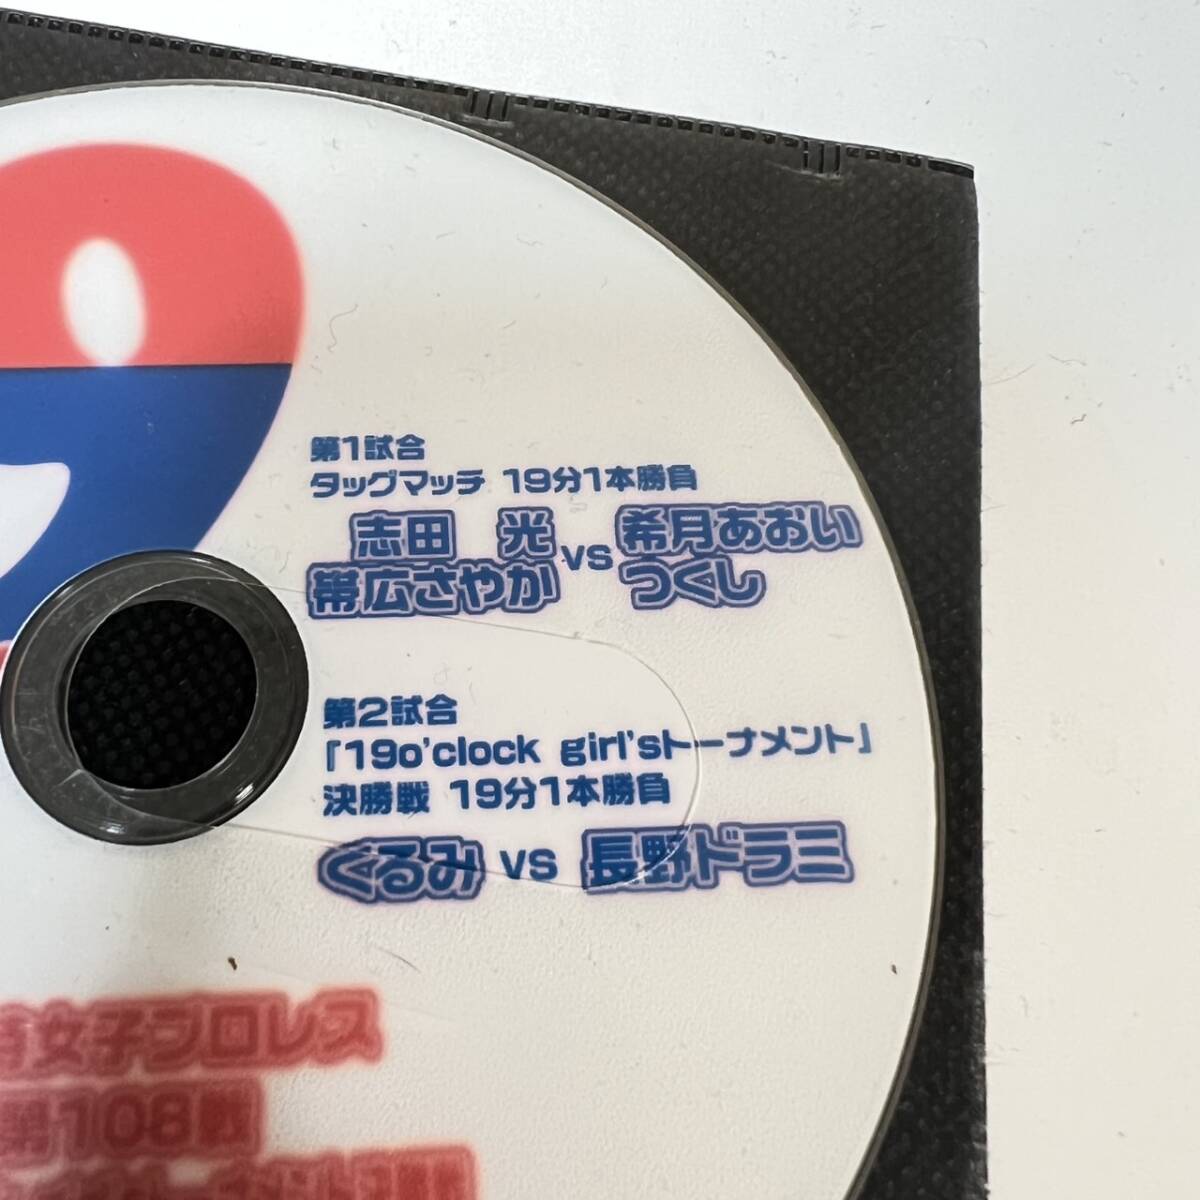 第1試合
タッグマッチ 19分1本勝負
志田 光 vs 希月あおい
帯広さやか つくし
第2試合
『19o'clock girl'sトーナメント』
決勝戦 19分1本勝負
くるみ vs 長野ドラミ
女子プロレス
108戦